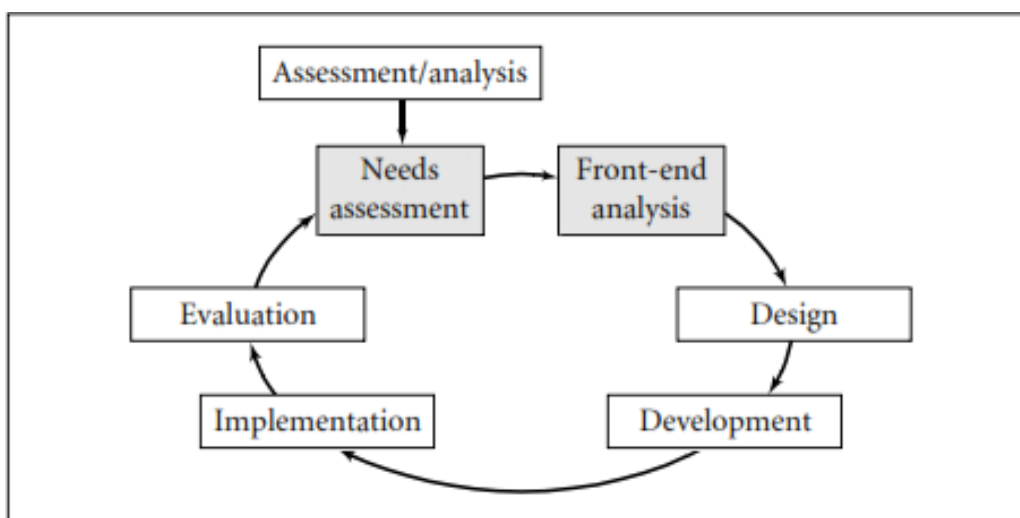 Assessment/analysis
Needs
assessment
Front-end
analysis
Evaluation
Design
Implementation
Development